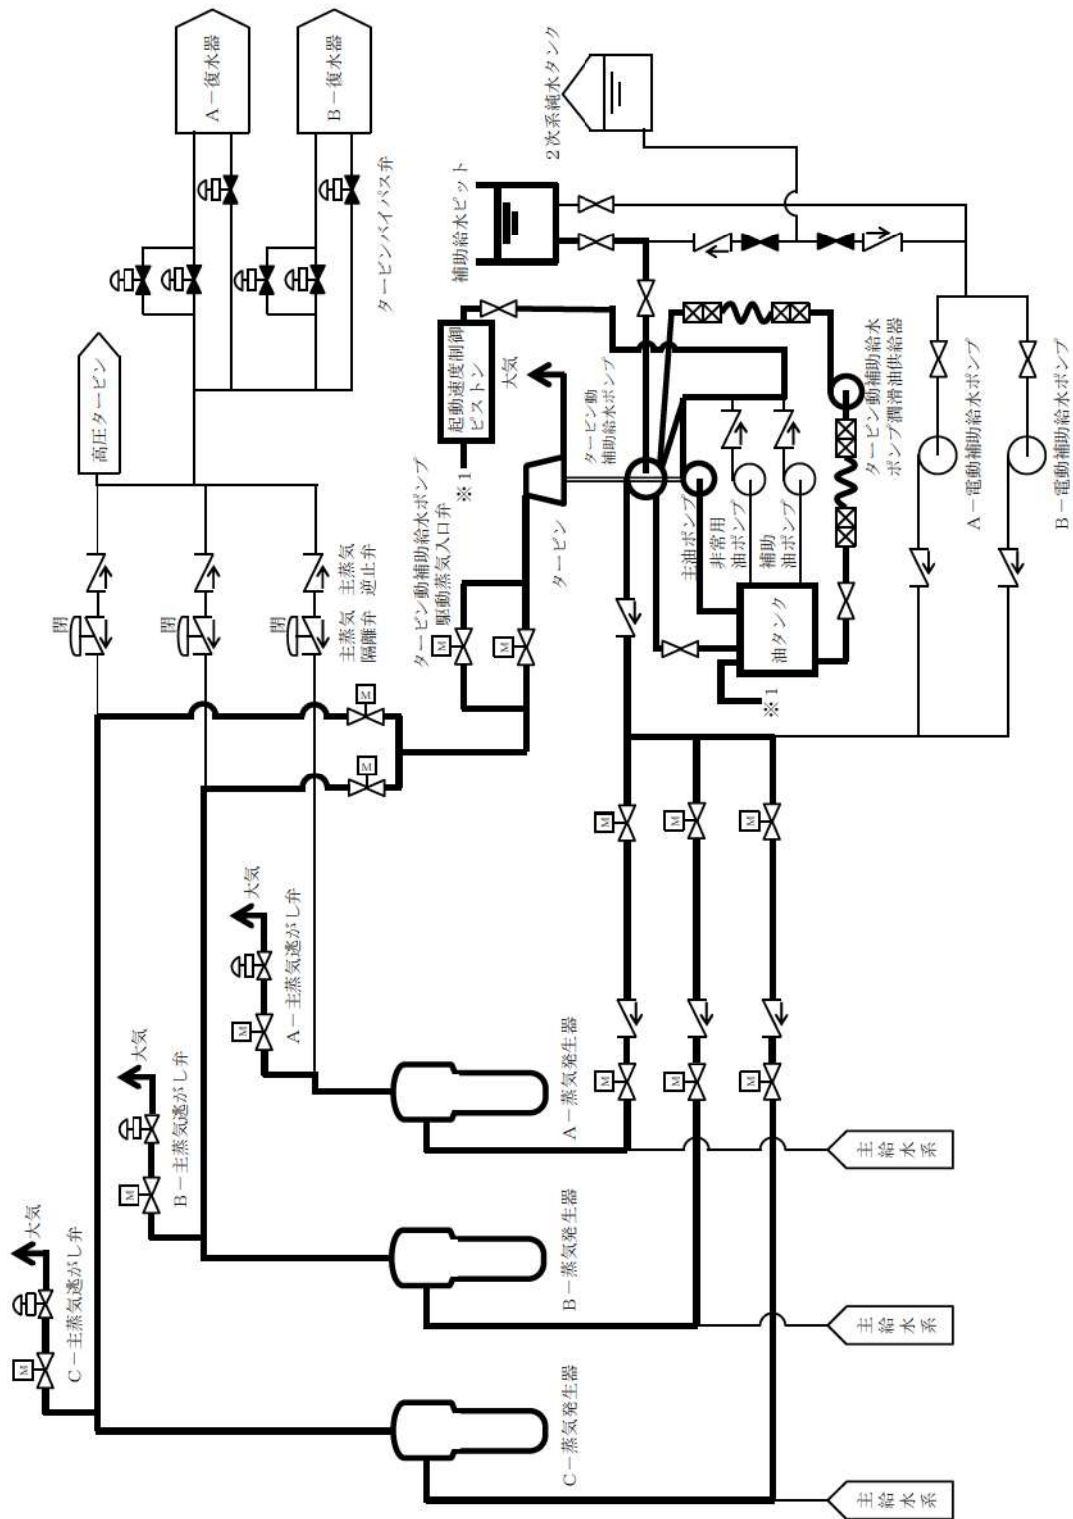 A－復水器
B－復水器
タービンバイパス弁
2次系純水タンク
補助給水ピット
高圧タービン
起動速度制御
ピストン
※1
大気
タービン動
補助給水ポンプ
タービン動補助給水
ポンプ潤滑油供給器
A－電動補助給水ポンプ
B－電動補助給水ポンプ
閉
閉
閉
主蒸気
逆止弁
主蒸気
隔離弁
タービン動補助給水ポンプ
駆動蒸気入口弁
M
M
タービン
主油ポンプ
非常用
油ポンプ
補助
油ポンプ
油タンク
※1
M
M
大気
A－主蒸気逃がし弁
M
大気
B－主蒸気逃がし弁
M
大気
C－主蒸気逃がし弁
M
M
M
M
M
M
M
A－蒸気発生器
B－蒸気発生器
C－蒸気発生器
主給水系
主給水系
主給水系